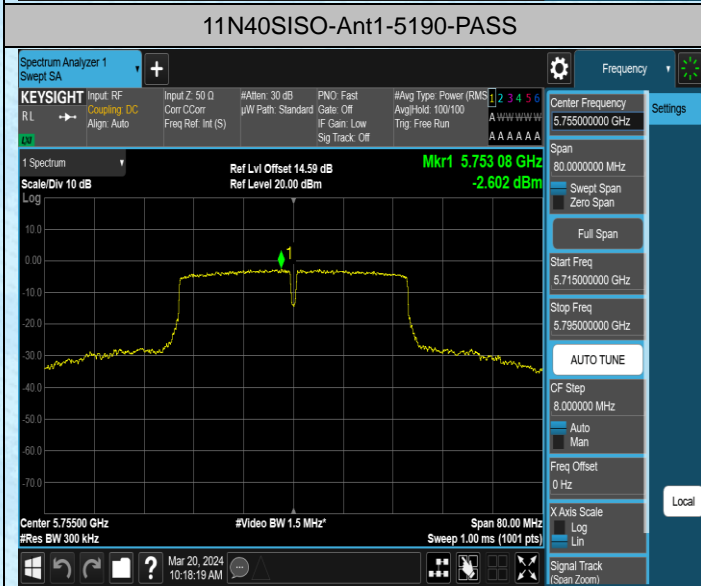 11N40SISO-Ant1-5190-PASS
Spectrum Analyzer 1
Swept SA
Frequency
KEYSIGHT
RL
LXI
Input: RF
Coupling: DC
Align: Auto
Input Z: 50 Ω
Corr CCorr
Freq Ref: Int (S)
#Atten: 30 dB
µW Path: Standard
PNO: Fast
Gate: Off
IF Gain: Low
Sig Track: Off
#Avg Type: Power (RMS
Avg|Hold: 100/100
Trig: Free Run
1 2 3 4 5 6
A W W W W W
A A A A A A
1 Spectrum
Scale/Div 10 dB
Log
Ref Lvl Offset 14.59 dB
Ref Level 20.00 dBm
Mkr1 5.753 08 GHz
-2.602 dBm
10.0
0.00
-10.0
-20.0
-30.0
-40.0
-50.0
-60.0
-70.0
1
Center 5.75500 GHz
#Res BW 300 kHz
#Video BW 1.5 MHz*
Span 80.00 MHz
Sweep 1.00 ms (1001 pts)
Center Frequency
5.755000000 GHz
Span
80.0000000 MHz
Swept Span
Zero Span
Full Span
Start Freq
5.715000000 GHz
Stop Freq
5.795000000 GHz
AUTO TUNE
CF Step
8.000000 MHz
Auto
Man
Freq Offset
0 Hz
X Axis Scale
Log
Lin
Signal Track
(Span Zoom)
Settings
Local
?
Mar 20, 2024
10:18:19 AM